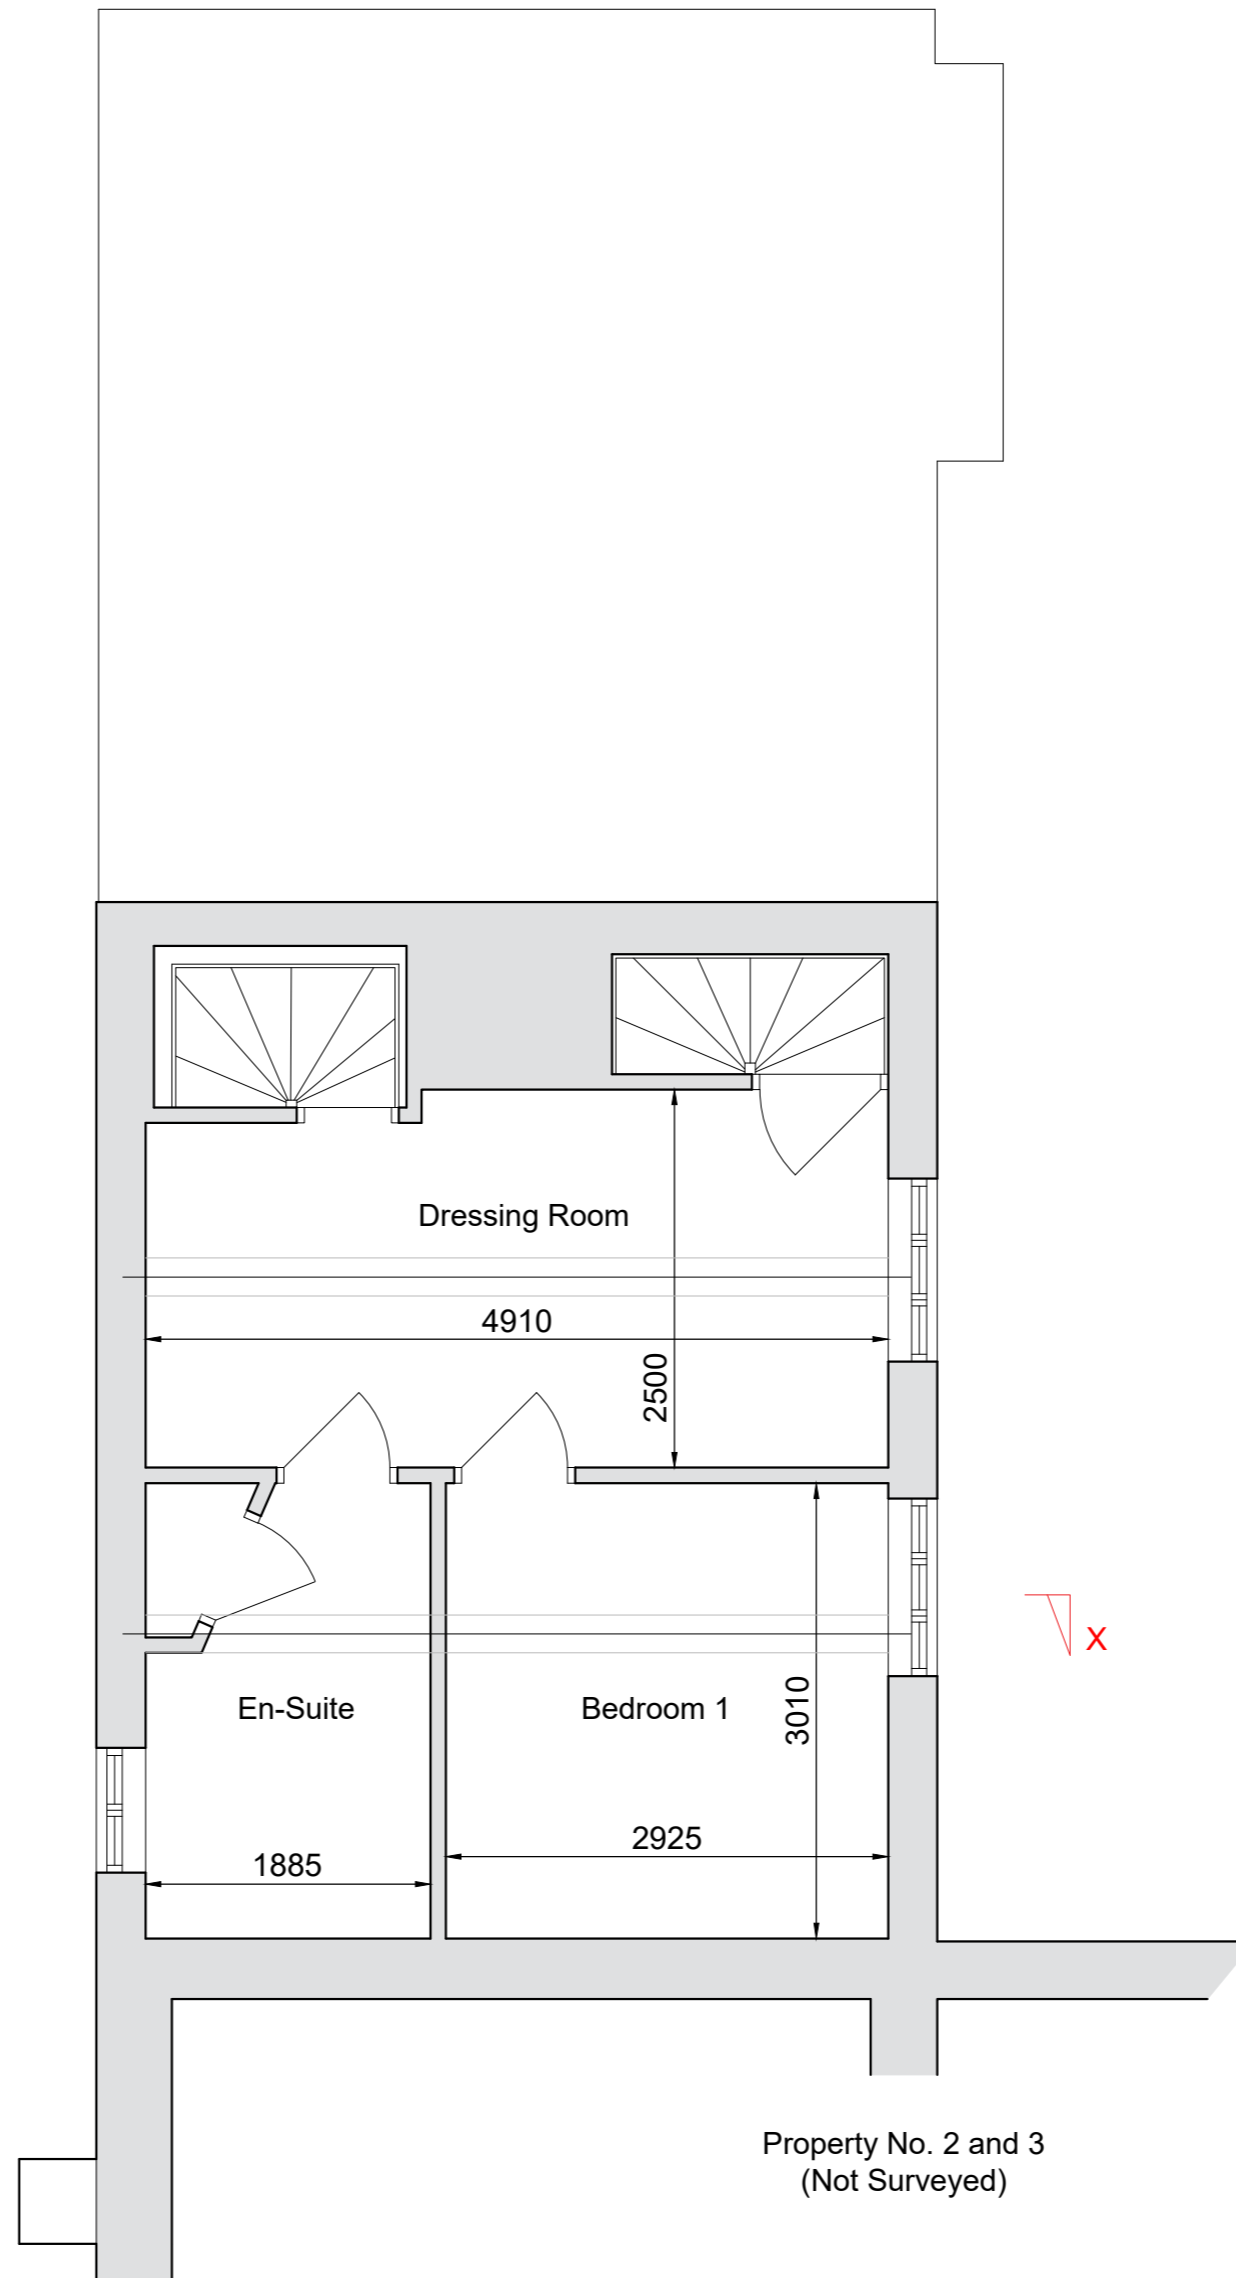 Dressing Room
4910
2500
X
En-Suite
Bedroom 1
3010
2925
1885
Property No. 2 and 3
(Not Surveyed)